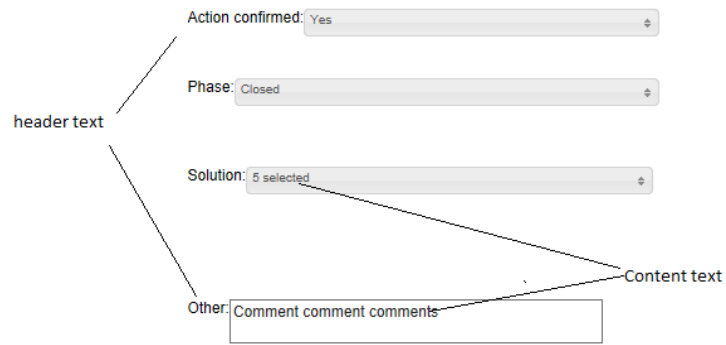 Action confirmed: Yes
Phase: Closed
header text
Solution: 5 selected
Content text
Other: Comment comment comments